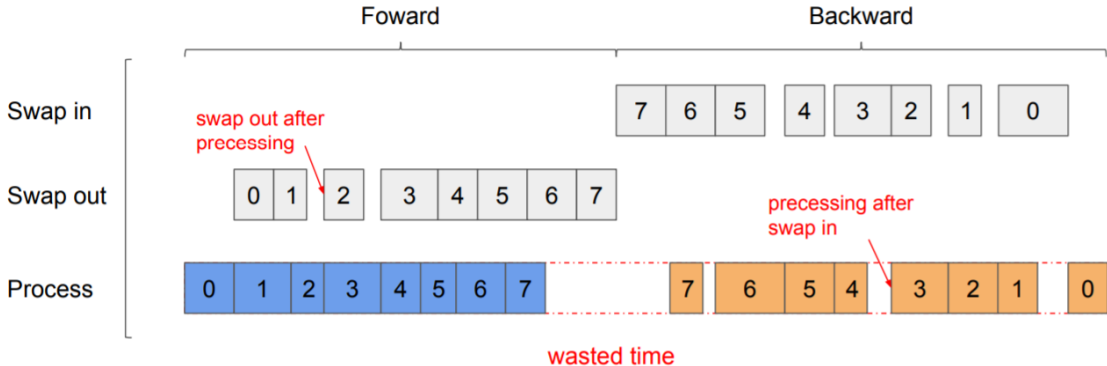 Foward Backward
Swap in
7 6 5 4 3 2 1 0
swap out after
precessing
Swap out
0 1 2 3 4 5 6 7
precessing after
swap in
Process
0 1 2 3 4 5 6 7 7 6 5 4 3 2 1 0
wasted time